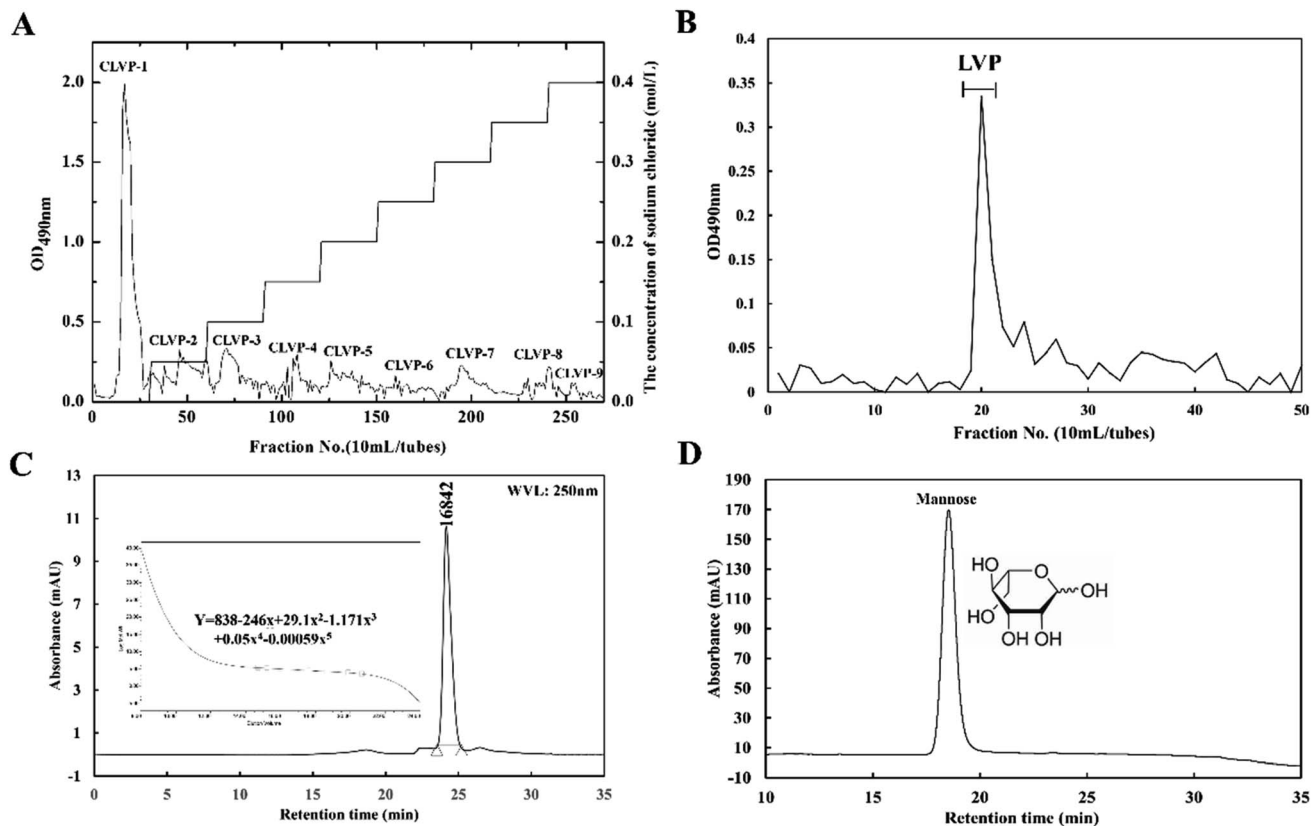 A
2.0
1.5
1.0
0.5
0.0
OD490nm
CLVP-1
CLVP-2
CLVP-3
CLVP-4
CLVP-5
CLVP-6
CLVP-7
CLVP-8
CLVP-9
0.4
0.3
0.2
0.1
0.0
The concentration of sodium chloride (mol/L)
0 50 100 150 200 250
Fraction No.(10mL/tubes)
B
0.4
0.35
0.3
0.25
0.2
0.15
0.1
0.05
0
OD490nm
LVP
0 10 20 30 40 50
Fraction No. (10mL/tubes)
C
13
11
9
7
5
3
1
-1
Absorbance (mAU)
WVL: 250nm
16842
Y=838-246x+29.1x2-1.171x3
+0.05x4-0.00059x5
0 5 10 15 20 25 30 35
Retention time (min)
D
190
170
150
130
110
90
70
50
30
10
-10
Absorbance (mAU)
Mannose
HO
O
OH
HO
OH OH
10 15 20 25 30 35
Retention time (min)